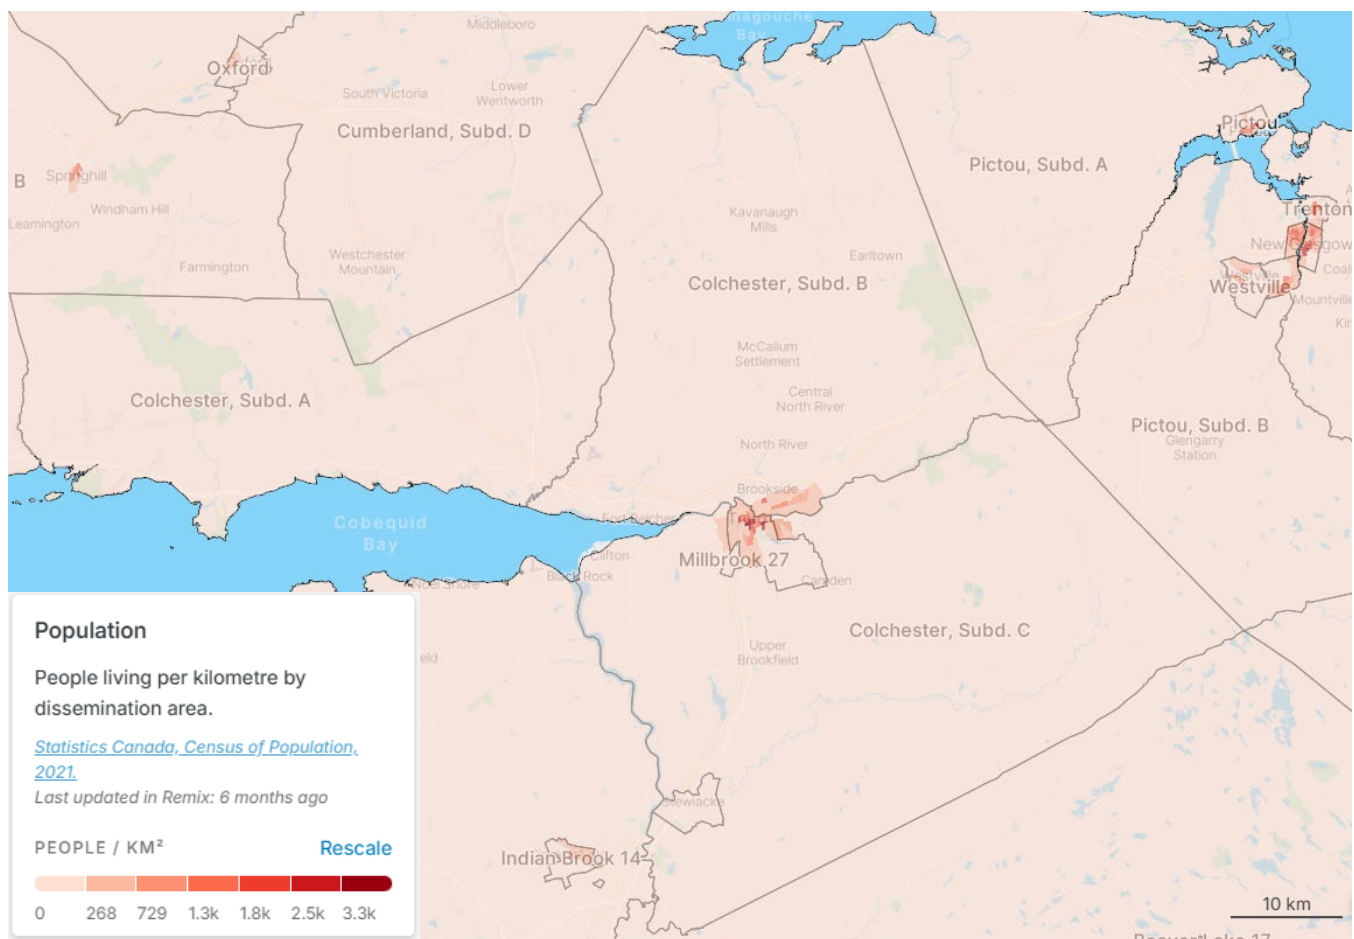 Middleboro
Bay
Oxford
South Victoria
Lower
Wentworth
Cumberland, Subd. D
Pictou
Pictou, Subd. A
B
Springhill
Windham Hill
Leamington
Kavanaugh
Mills
Trenton
Westchester
Mountain
Farmington
Earltown
Colchester, Subd. B
Westville
Mountville
McCallum
Settlement
Central
North River
Colchester, Subd. A
Pictou, Subd. B
Glengarry
Station
North River
Brookside
Cobequid
Bay
Clifton
Millbrook 27
Black Rock
Camden
Noel Shore
Colchester, Subd. C
Upper
Brookfield
Stewiacke
Indian Brook 14
Population
People living per kilometre by
dissemination area.
Statistics Canada, Census of Population,
2021.
Last updated in Remix: 6 months ago
PEOPLE / KM²
Rescale
0 268 729 1.3k 1.8k 2.5k 3.3k
10 km